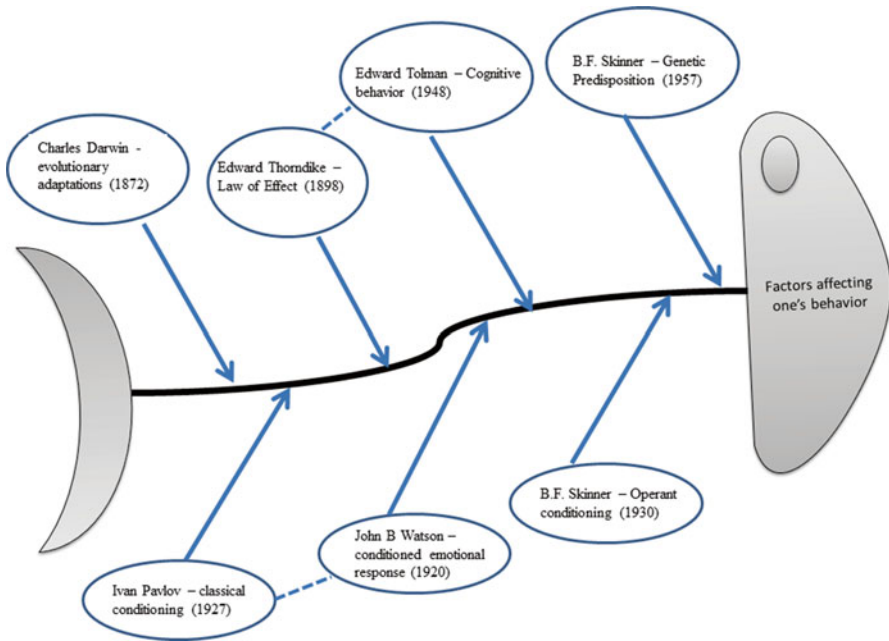 B.F. Skinner – Genetic
Predisposition (1957)
Edward Tolman – Cognitive
behavior (1948)
Charles Darwin -
evolutionary
adaptations (1872)
Edward Thorndike –
Law of Effect (1898)
Factors affecting
one's behavior
B.F. Skinner – Operant
conditioning (1930)
John B Watson –
conditioned emotional
response (1920)
Ivan Pavlov – classical
conditioning (1927)